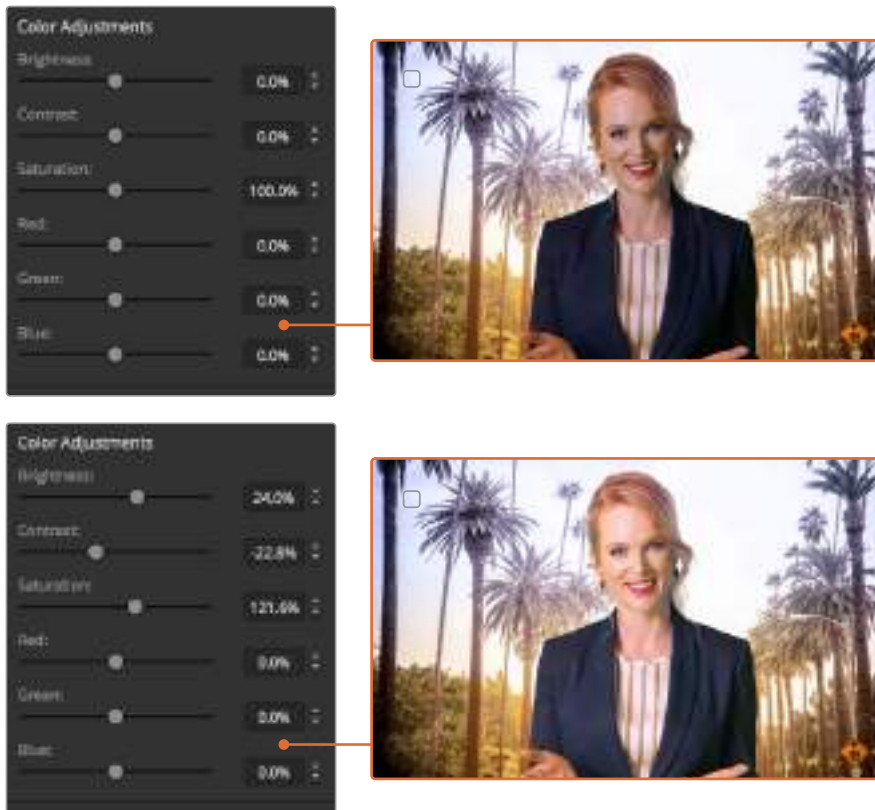 Color Adjustments
Brightness:
0.0%
Contrast:
0.0%
Saturation:
100.0%
Red:
0.0%
Green:
0.0%
Blue:
0.0%
Color Adjustments
Brightness:
24.0%
Contrast:
-22.8%
Saturation:
121.6%
Red:
0.0%
Green:
0.0%
Blue:
0.0%